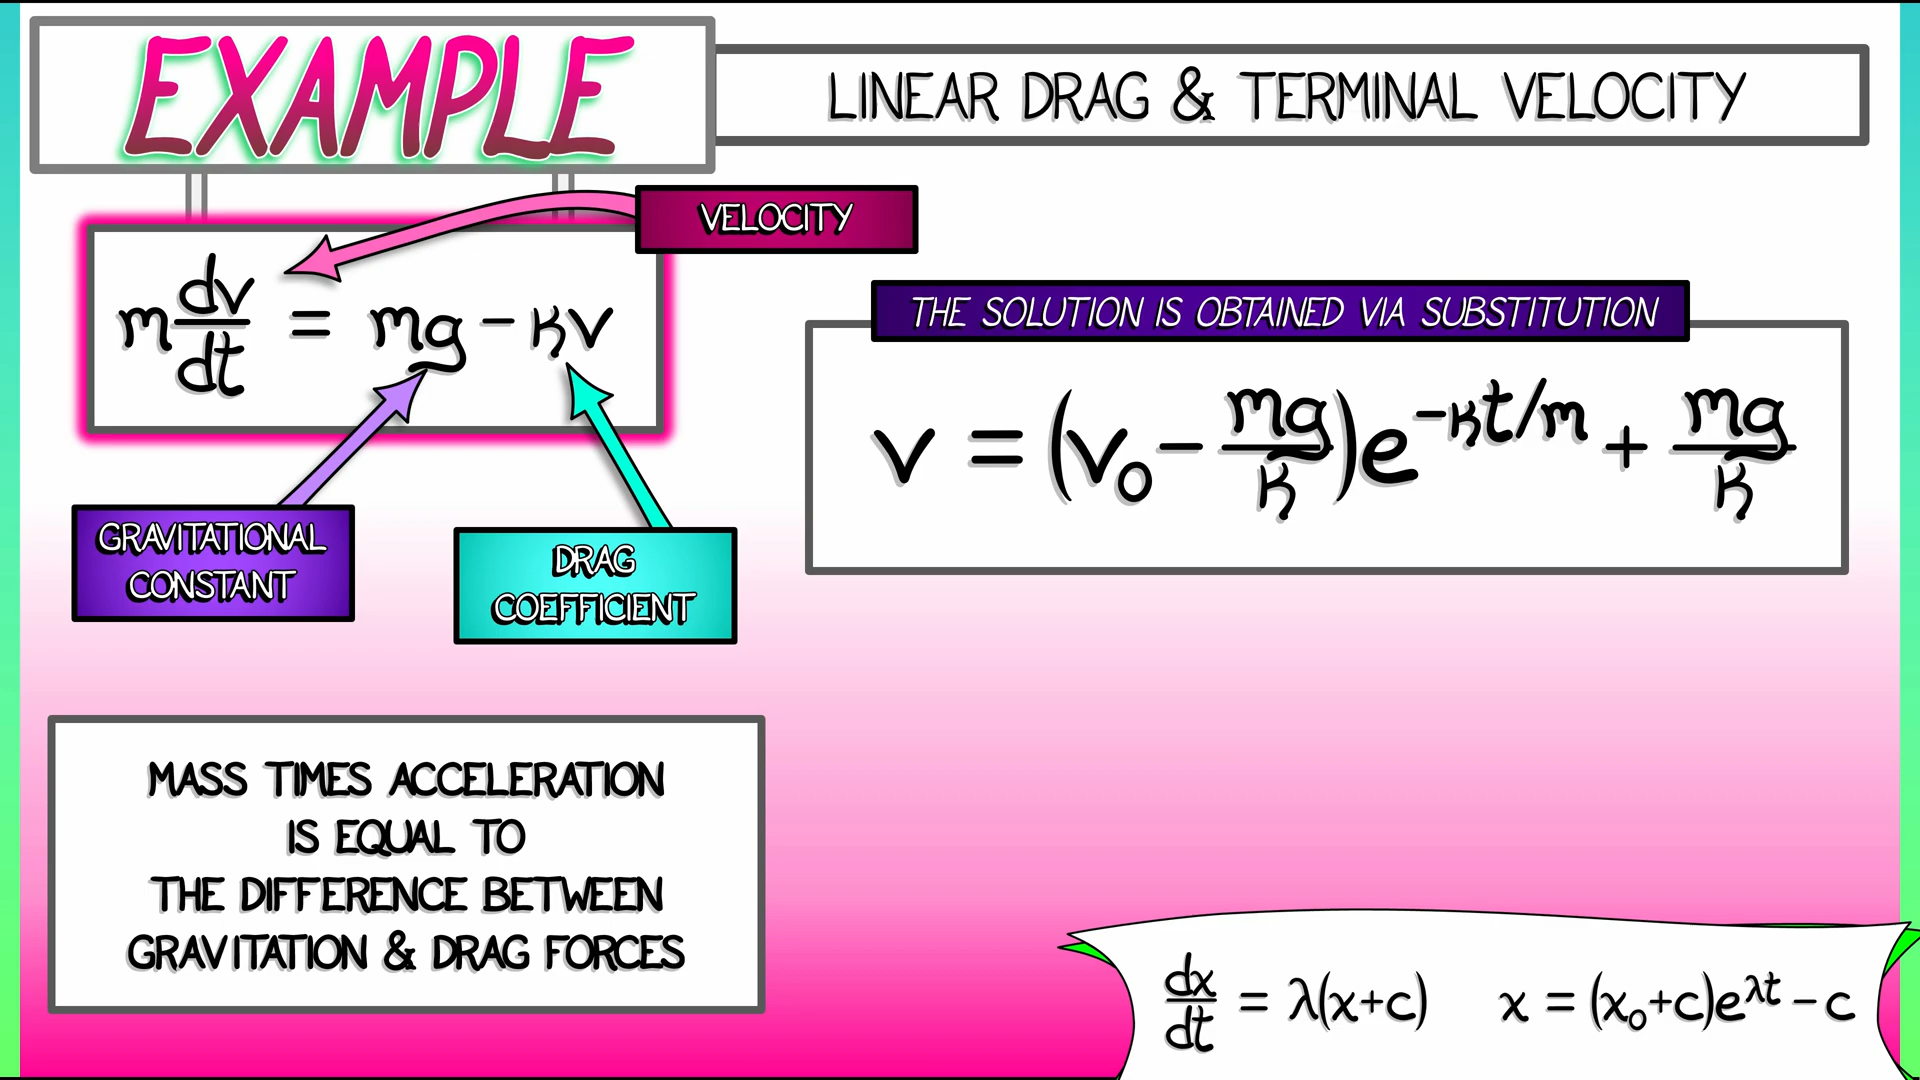 EXAMPLE
LINEAR DRAG & TERMINAL VELOCITY
VELOCITY
m dv/dt = mg - κv
GRAVITATIONAL
CONSTANT
DRAG
COEFFICIENT
THE SOLUTION IS OBTAINED VIA SUBSTITUTION
v = (v₀ - mg/κ)e^(-κt/m) + mg/κ
MASS TIMES ACCELERATION
IS EQUAL TO
THE DIFFERENCE BETWEEN
GRAVITATION & DRAG FORCES
dx/dt = λ(x+c)  x = (x₀+c)e^(λt) - c